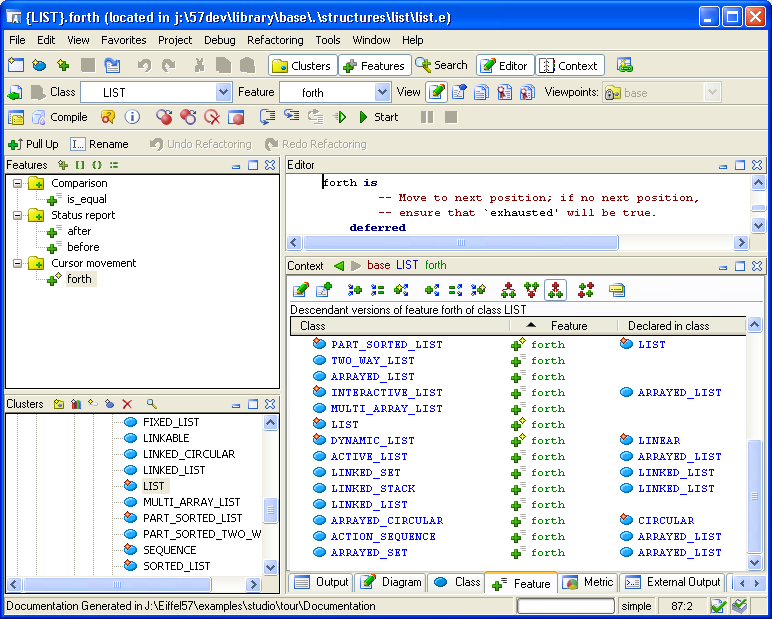 {LIST}.forth (located in j:\57dev\library\base\.\structures\list\list.e)
File Edit View Favorites Project Debug Refactoring Tools Window Help
Clusters Features Search Editor Context
Class LIST Feature forth View Viewpoints: base
Compile Start
Pull Up Rename Undo Refactoring Redo Refactoring
Features
Comparison
is_equal
Status report
after
before
Cursor movement
forth
Clusters
FIXED_LIST
LINKABLE
LINKED_CIRCULAR
LINKED_LIST
LIST
MULTI_ARRAY_LIST
PART_SORTED_LIST
PART_SORTED_TWO_W
SEQUENCE
SORTED_LIST
Editor
forth is
-- Move to next position; if no next position,
-- ensure that `exhausted' will be true.
deferred
Context base LIST forth
Descendant versions of feature forth of class LIST
Class Feature Declared in class
PART_SORTED_LIST forth LIST
TWO_WAY_LIST forth
ARRAYED_LIST forth
INTERACTIVE_LIST forth ARRAYED_LIST
MULTI_ARRAY_LIST forth
LIST forth
DYNAMIC_LIST forth LINEAR
ACTIVE_LIST forth ARRAYED_LIST
LINKED_SET forth LINKED_LIST
LINKED_STACK forth LINKED_LIST
LINKED_LIST forth
ARRAYED_CIRCULAR forth CIRCULAR
ACTION_SEQUENCE forth ARRAYED_LIST
ARRAYED_SET forth ARRAYED_LIST
Output Diagram Class Feature Metric External Output
Documentation Generated in J:\Eiffel57\examples\studio\tour\Documentation simple 87:2